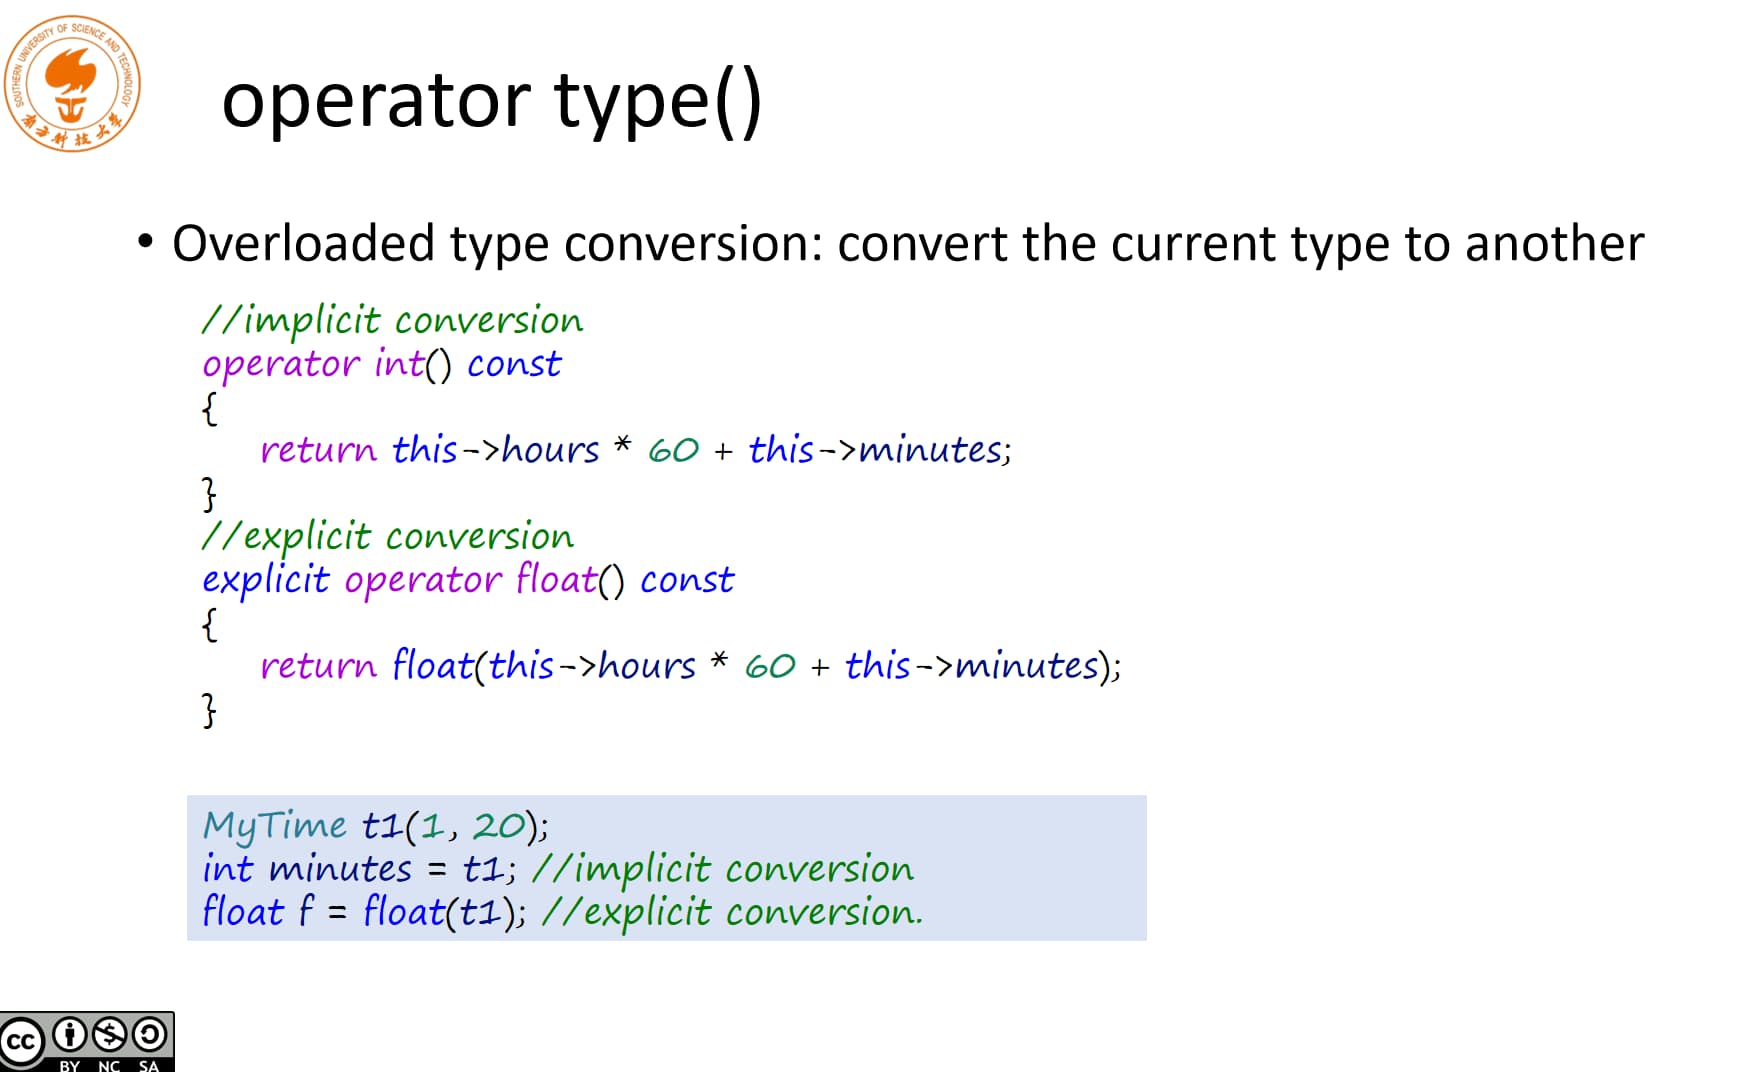 SOUTHERN UNIVERSITY OF SCIENCE AND TECHNOLOGY
南方科技大学
operator type()
• Overloaded type conversion: convert the current type to another
//implicit conversion
operator int() const
{
return this->hours * 60 + this->minutes;
}
//explicit conversion
explicit operator float() const
{
return float(this->hours * 60 + this->minutes);
}
MyTime t1(1, 20);
int minutes = t1; //implicit conversion
float f = float(t1); //explicit conversion.
cc
BY NC SA